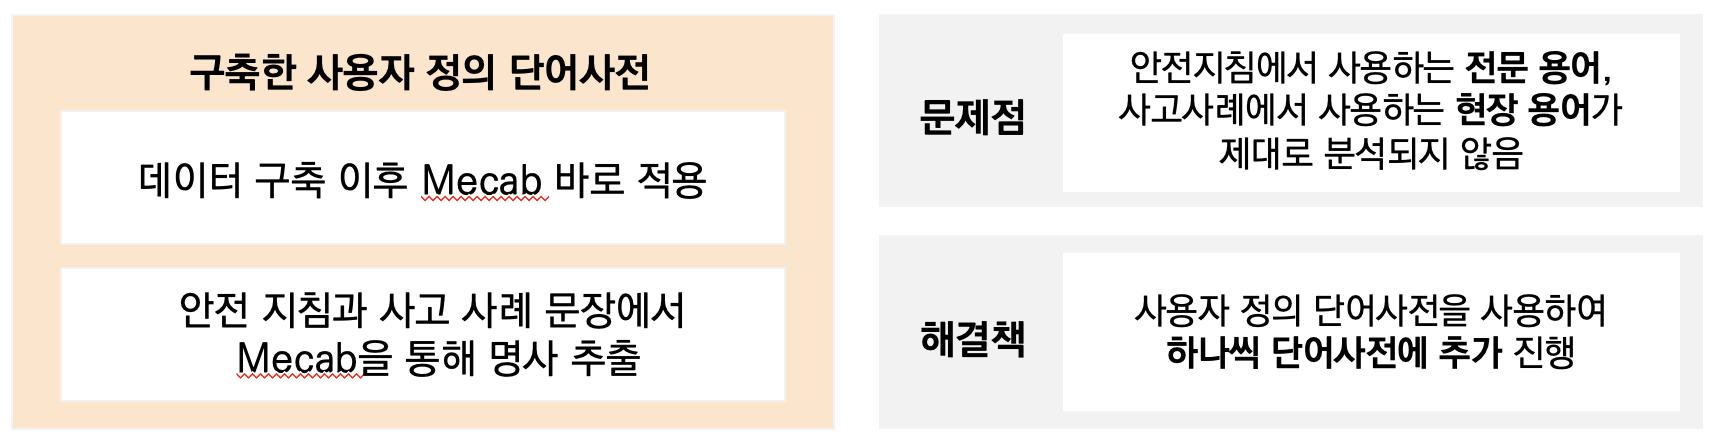 구축한 사용자 정의 단어사전
데이터 구축 이후 Mecab 바로 적용
안전 지침과 사고 사례 문장에서
Mecab을 통해 명사 추출
문제점
안전지침에서 사용하는 전문 용어,
사고사례에서 사용하는 현장 용어가
제대로 분석되지 않음
해결책
사용자 정의 단어사전을 사용하여
하나씩 단어사전에 추가 진행